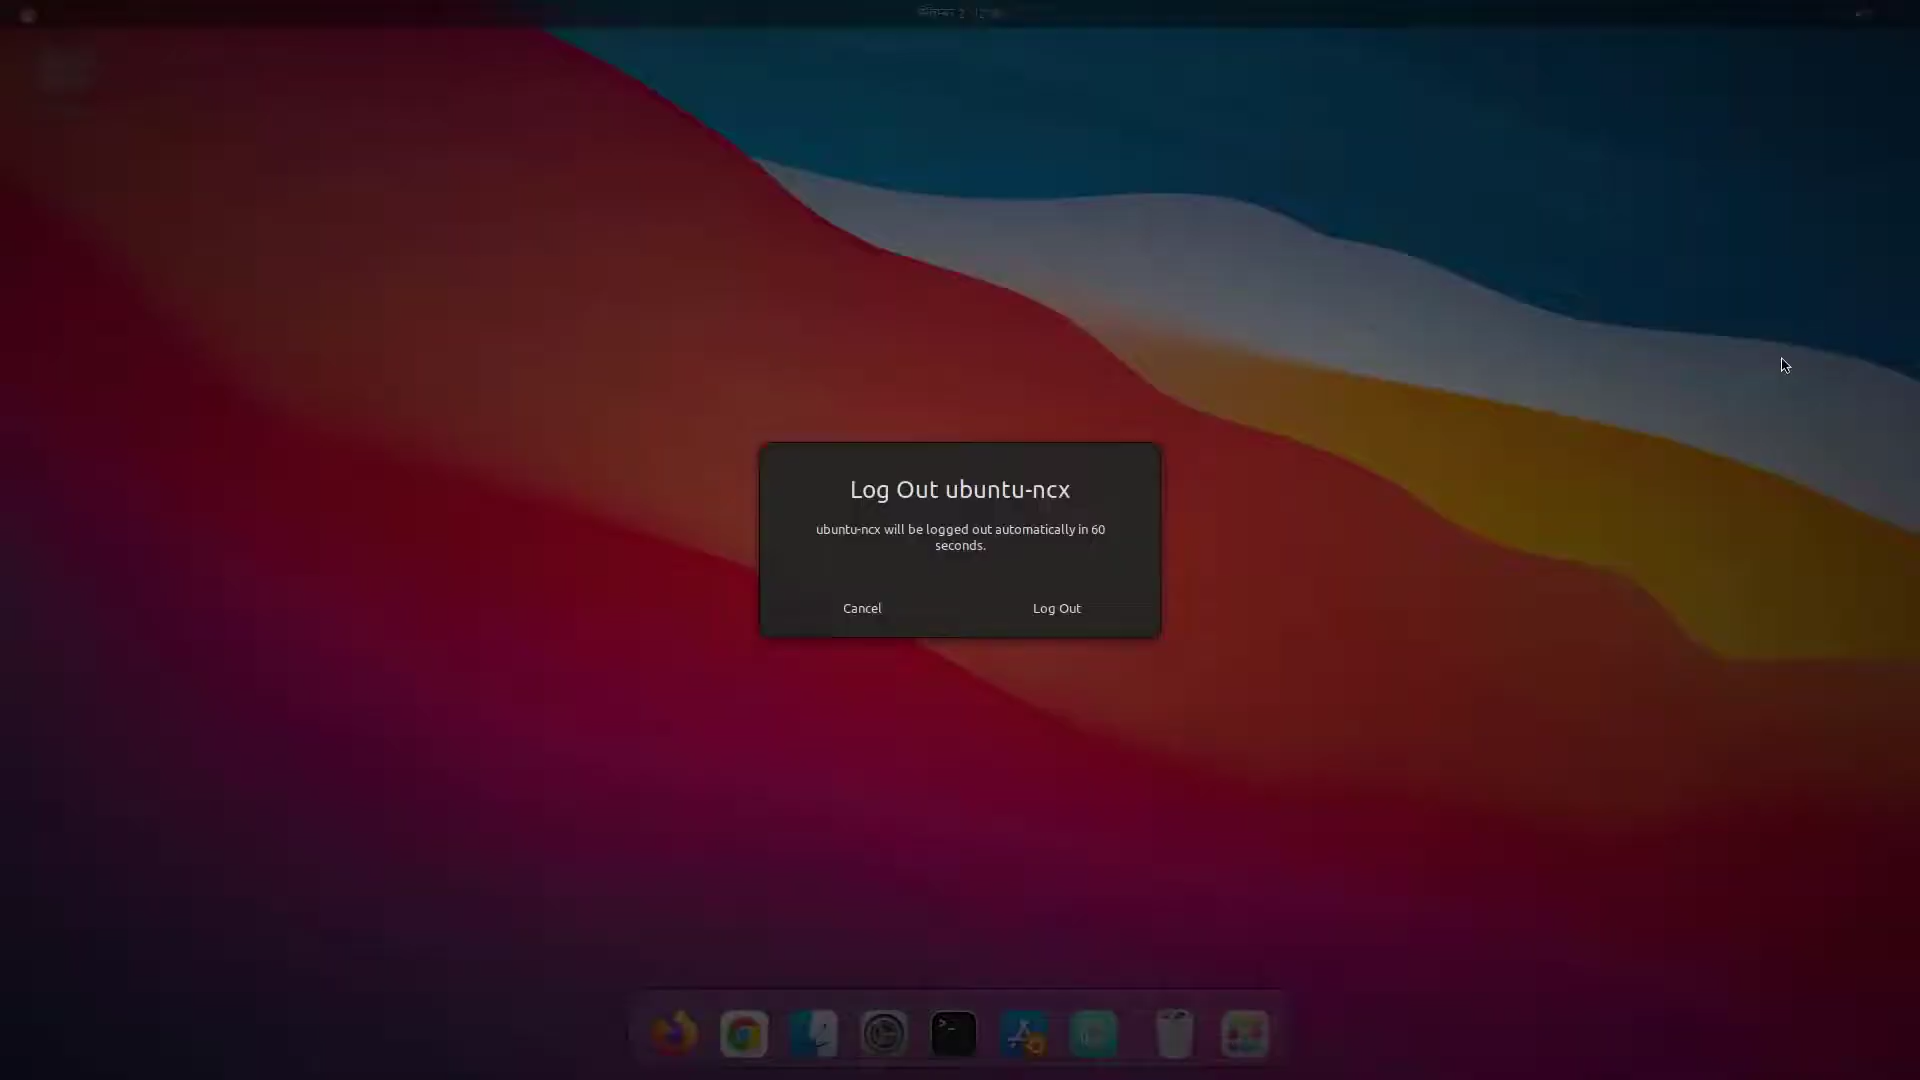 Log Out ubuntu-ncx
ubuntu-ncx will be logged out automatically in 60
seconds.
Cancel
Log Out